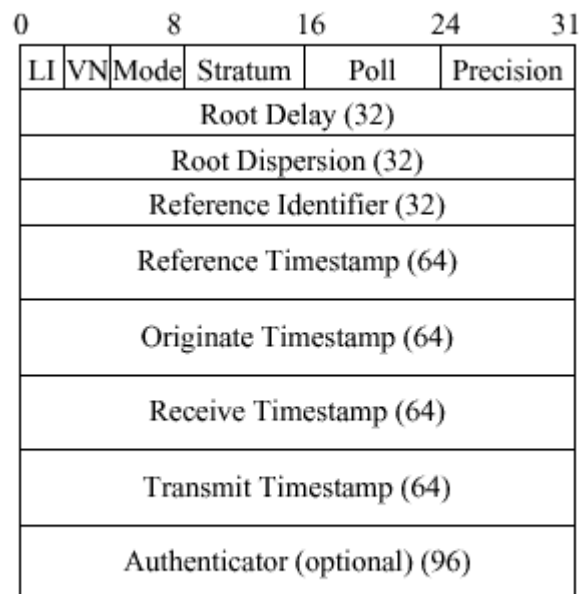 0 8 16 24 31
LI VN Mode Stratum Poll Precision
Root Delay (32)
Root Dispersion (32)
Reference Identifier (32)
Reference Timestamp (64)
Originate Timestamp (64)
Receive Timestamp (64)
Transmit Timestamp (64)
Authenticator (optional) (96)